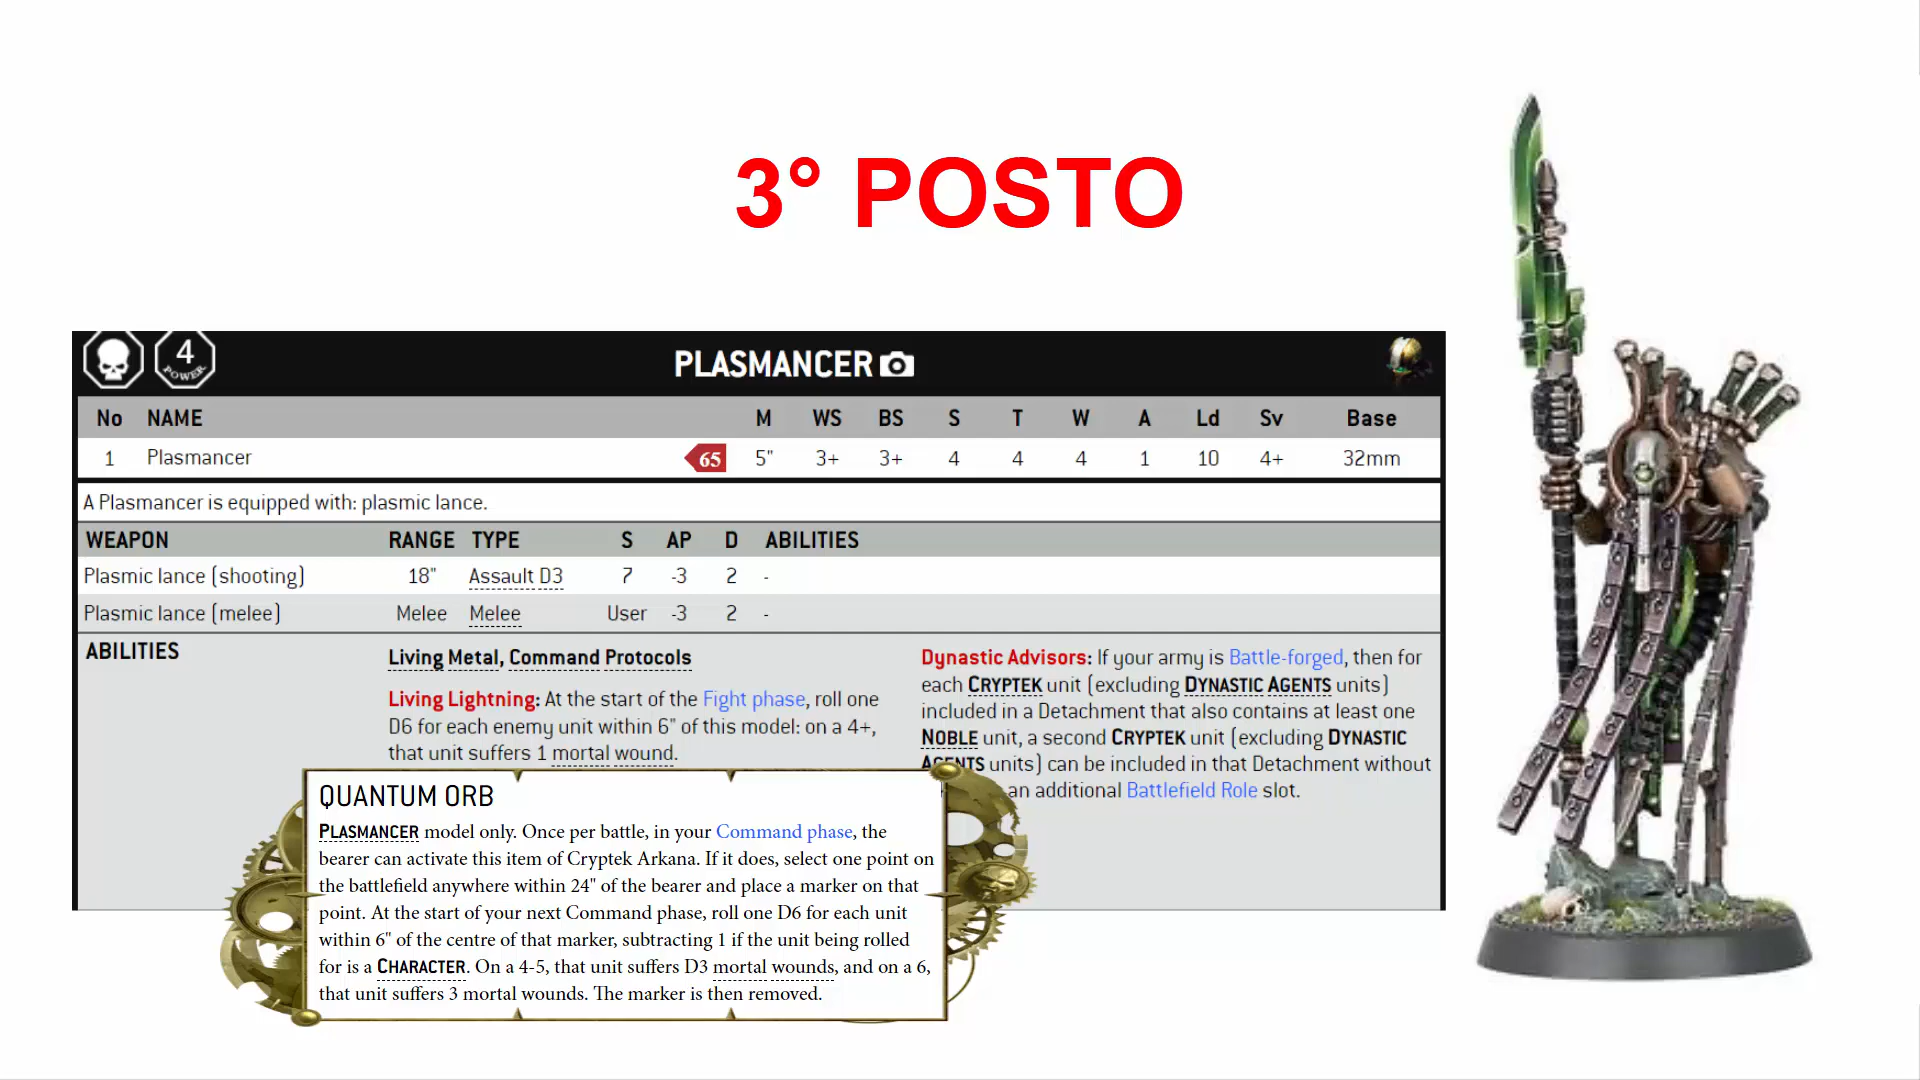 3° POSTO
4
POWER
PLASMANCER
No NAME M WS BS S T W A Ld Sv Base
1 Plasmancer 65 5" 3+ 3+ 4 4 4 1 10 4+ 32mm
A Plasmancer is equipped with: plasmic lance.
WEAPON RANGE TYPE S AP D ABILITIES
Plasmic lance (shooting) 18" Assault D3 7 -3 2 -
Plasmic lance (melee) Melee Melee User -3 2 -
ABILITIES
Living Metal, Command Protocols
Living Lightning: At the start of the Fight phase, roll one
D6 for each enemy unit within 6" of this model: on a 4+,
that unit suffers 1 mortal wound.
Dynastic Advisors: If your army is Battle-forged, then for
each CRYPTEK unit (excluding DYNASTIC AGENTS units)
included in a Detachment that also contains at least one
NOBLE unit, a second CRYPTEK unit (excluding DYNASTIC
AGENTS units) can be included in that Detachment without
an additional Battlefield Role slot.
QUANTUM ORB
PLASMANCER model only. Once per battle, in your Command phase, the
bearer can activate this item of Cryptek Arkana. If it does, select one point on
the battlefield anywhere within 24" of the bearer and place a marker on that
point. At the start of your next Command phase, roll one D6 for each unit
within 6" of the centre of that marker, subtracting 1 if the unit being rolled
for is a CHARACTER. On a 4-5, that unit suffers D3 mortal wounds, and on a 6,
that unit suffers 3 mortal wounds. The marker is then removed.